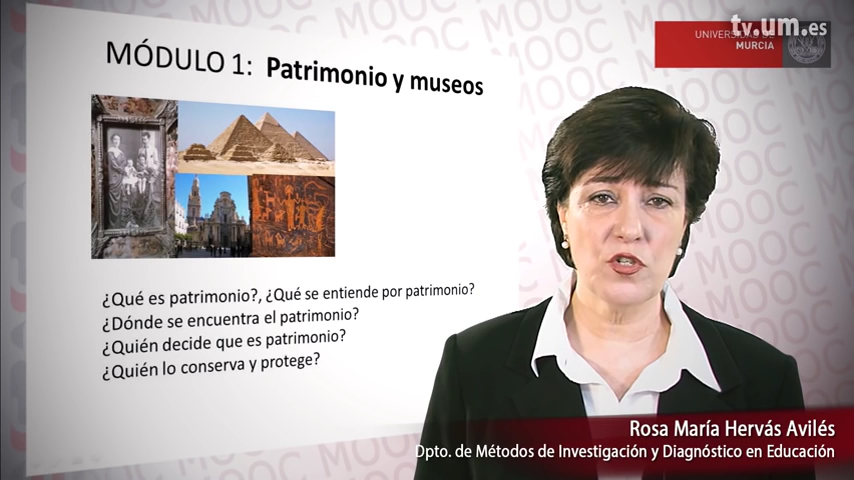 tv.um.es
UNIVERSIDAD DE
MURCIA
MÓDULO 1: Patrimonio y museos
¿Qué es patrimonio?, ¿Qué se entiende por patrimonio?
¿Dónde se encuentra el patrimonio?
¿Quién decide que es patrimonio?
¿Quién lo conserva y protege?
Rosa María Hervás Avilés
Dpto. de Métodos de Investigación y Diagnóstico en Educación
MOOC